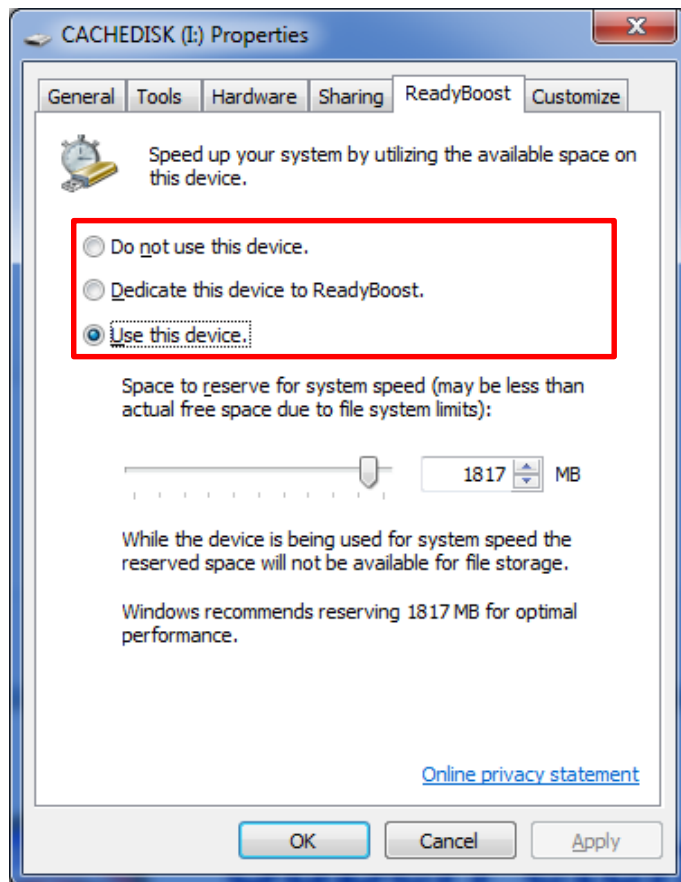 CACHEDISK (I:) Properties
General Tools Hardware Sharing ReadyBoost Customize
Speed up your system by utilizing the available space on
this device.
Do not use this device.
Dedicate this device to ReadyBoost.
Use this device.
Space to reserve for system speed (may be less than
actual free space due to file system limits):
1817 MB
While the device is being used for system speed the
reserved space will not be available for file storage.
Windows recommends reserving 1817 MB for optimal
performance.
Online privacy statement
OK Cancel Apply